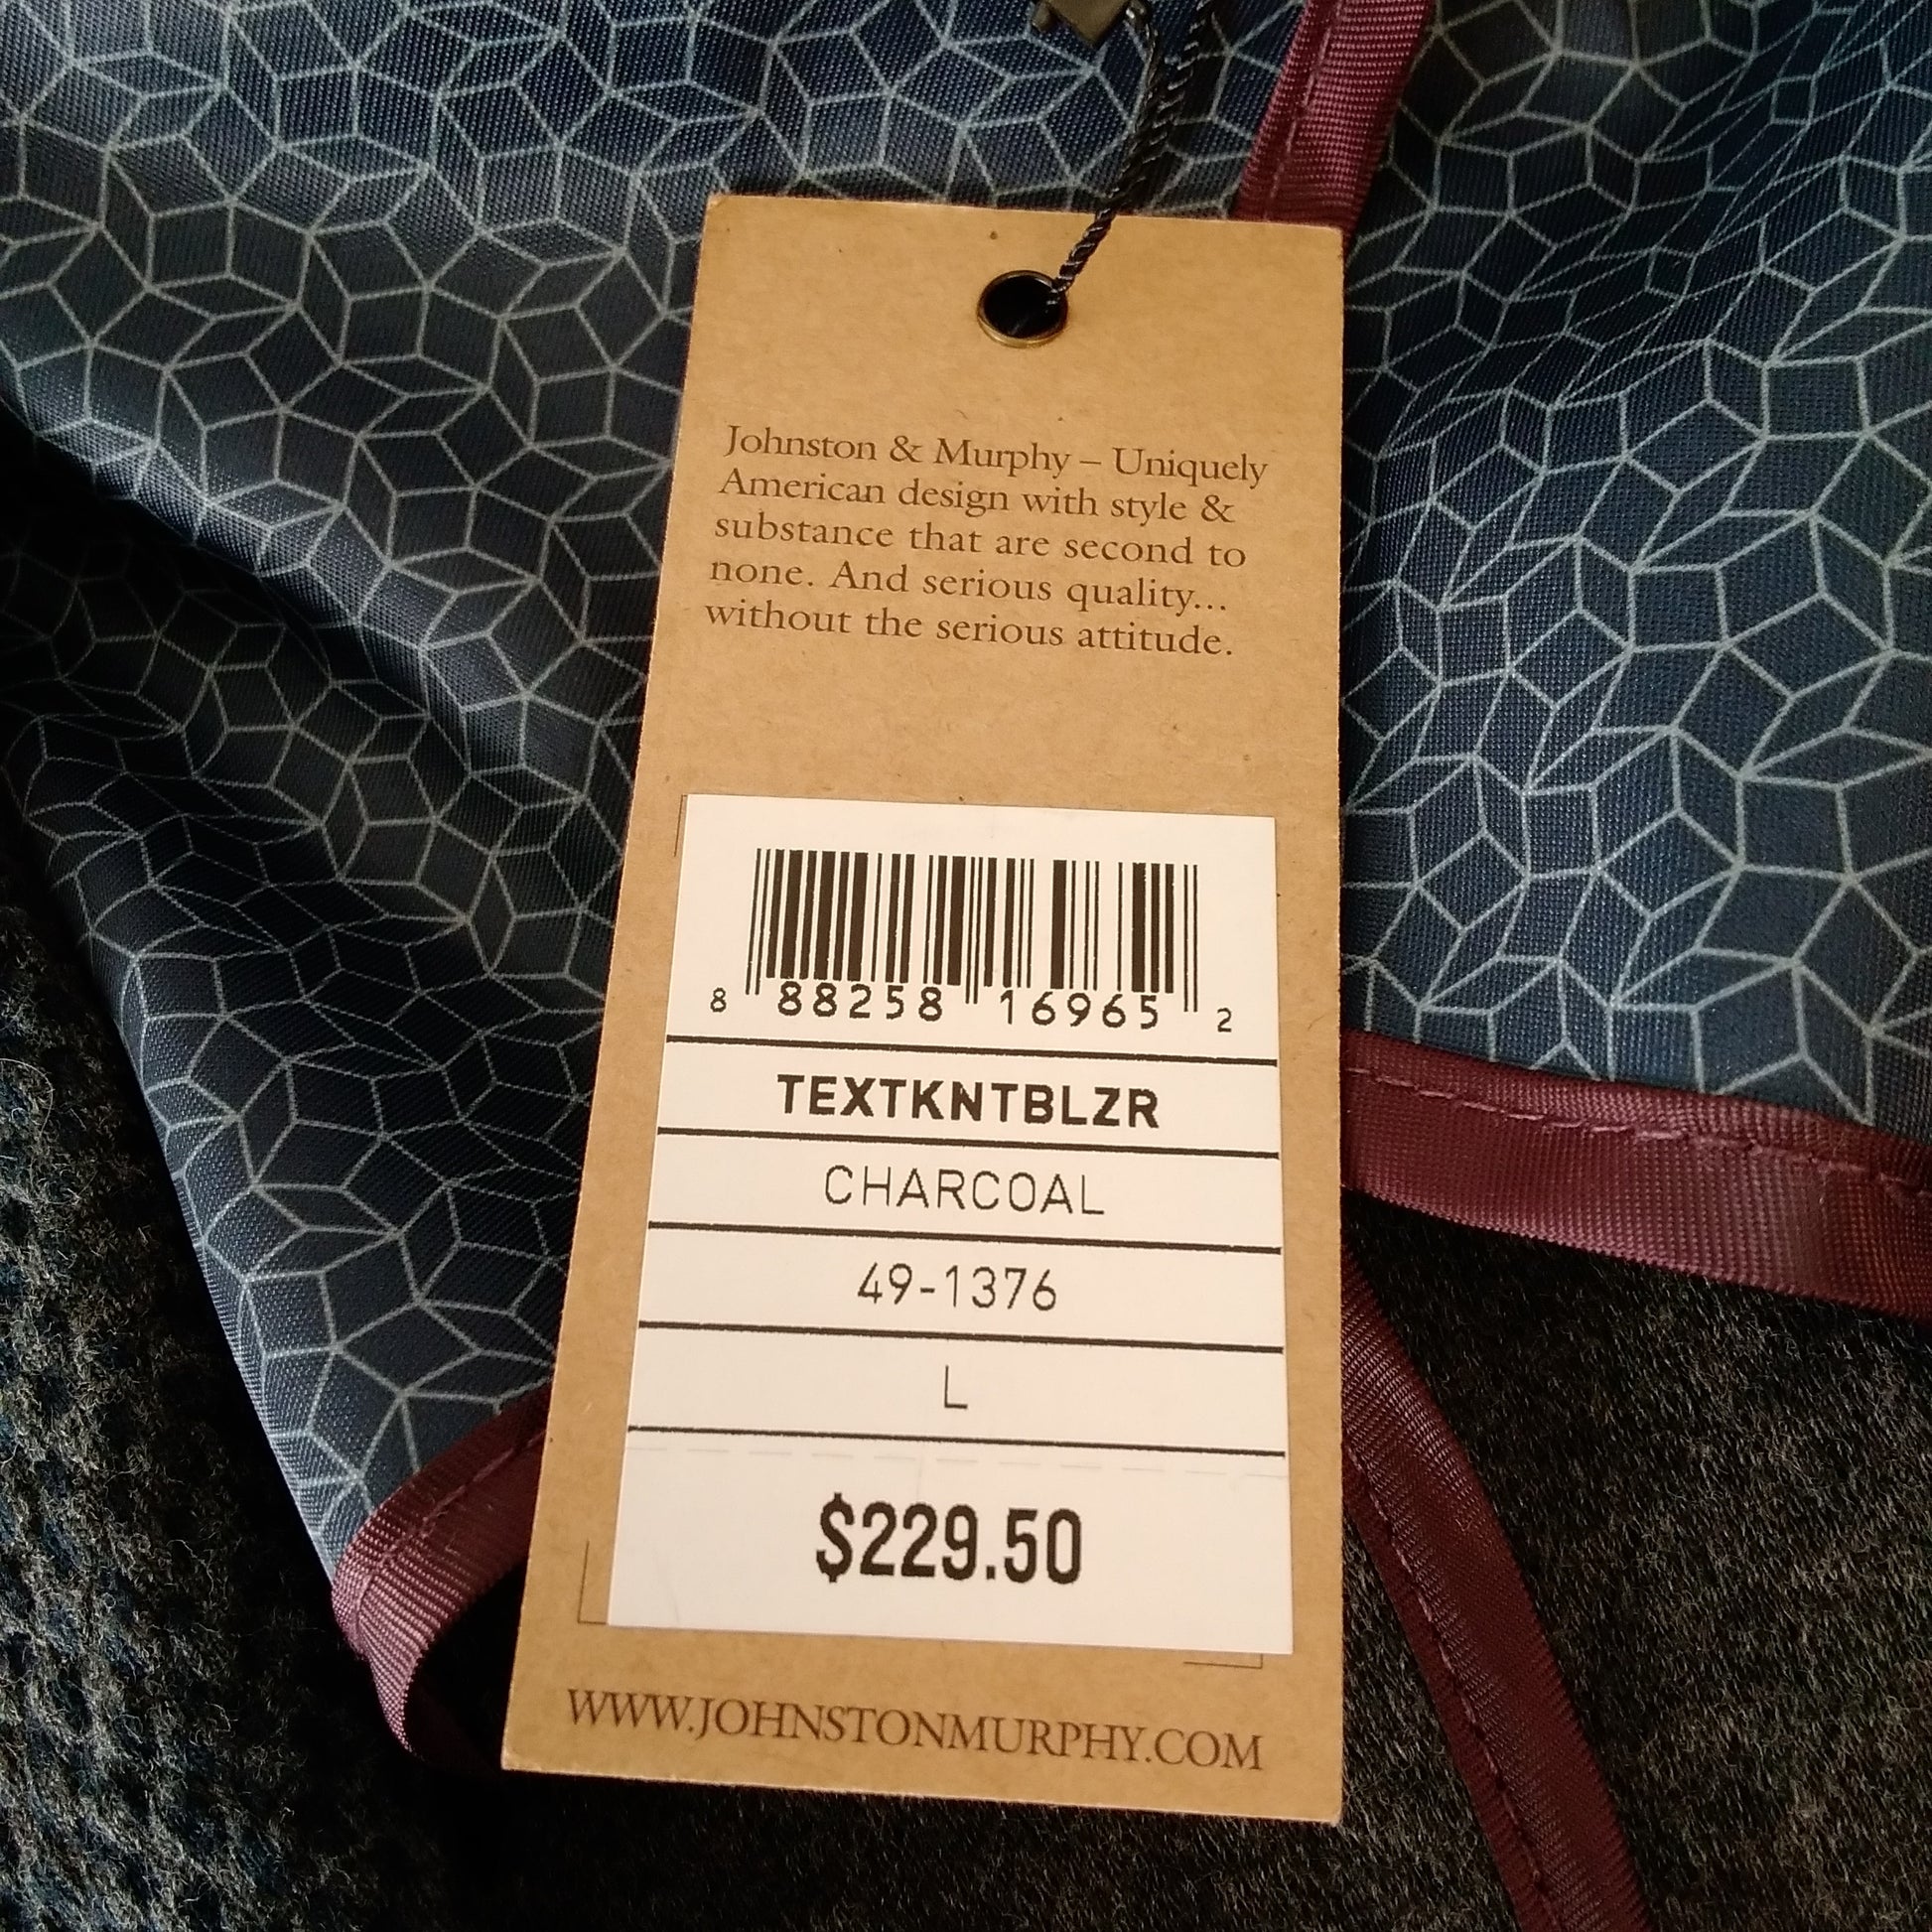 Johnston & Murphy – Uniquely
American design with style &
substance that are second to
none. And serious quality...
without the serious attitude.
8 88258 16965 2
TEXTKNTBLZR
CHARCOAL
49-1376
L
$229.50
WWW.JOHNSTONMURPHY.COM